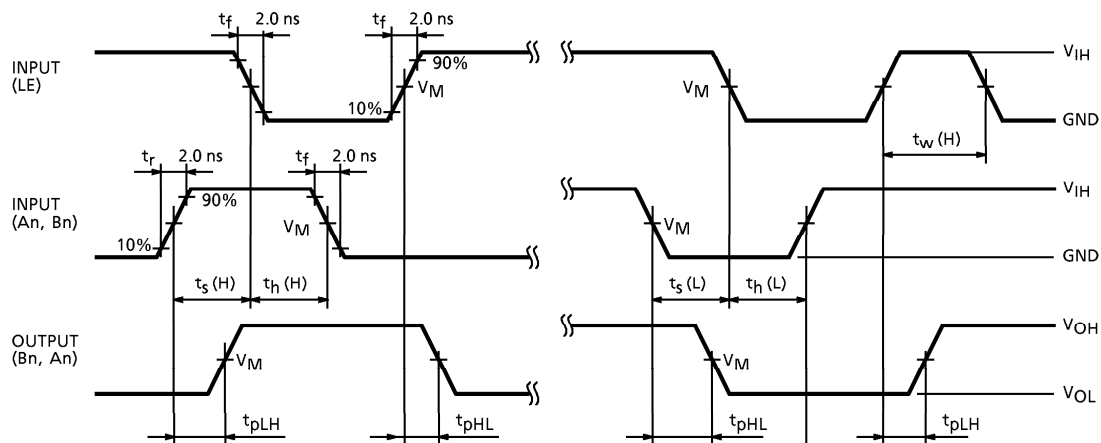 tf 2.0 ns tf 2.0 ns
INPUT
(LE)
90%
VM
10%
VM
VIH
GND
tw (H)
tr 2.0 ns tf 2.0 ns
INPUT
(An, Bn)
90%
VM
10%
VM
VIH
GND
ts (H) th (H) ts (L) th (L)
OUTPUT
(Bn, An)
VM
VM
VOH
VOL
tpLH tpHL tpHL tpLH